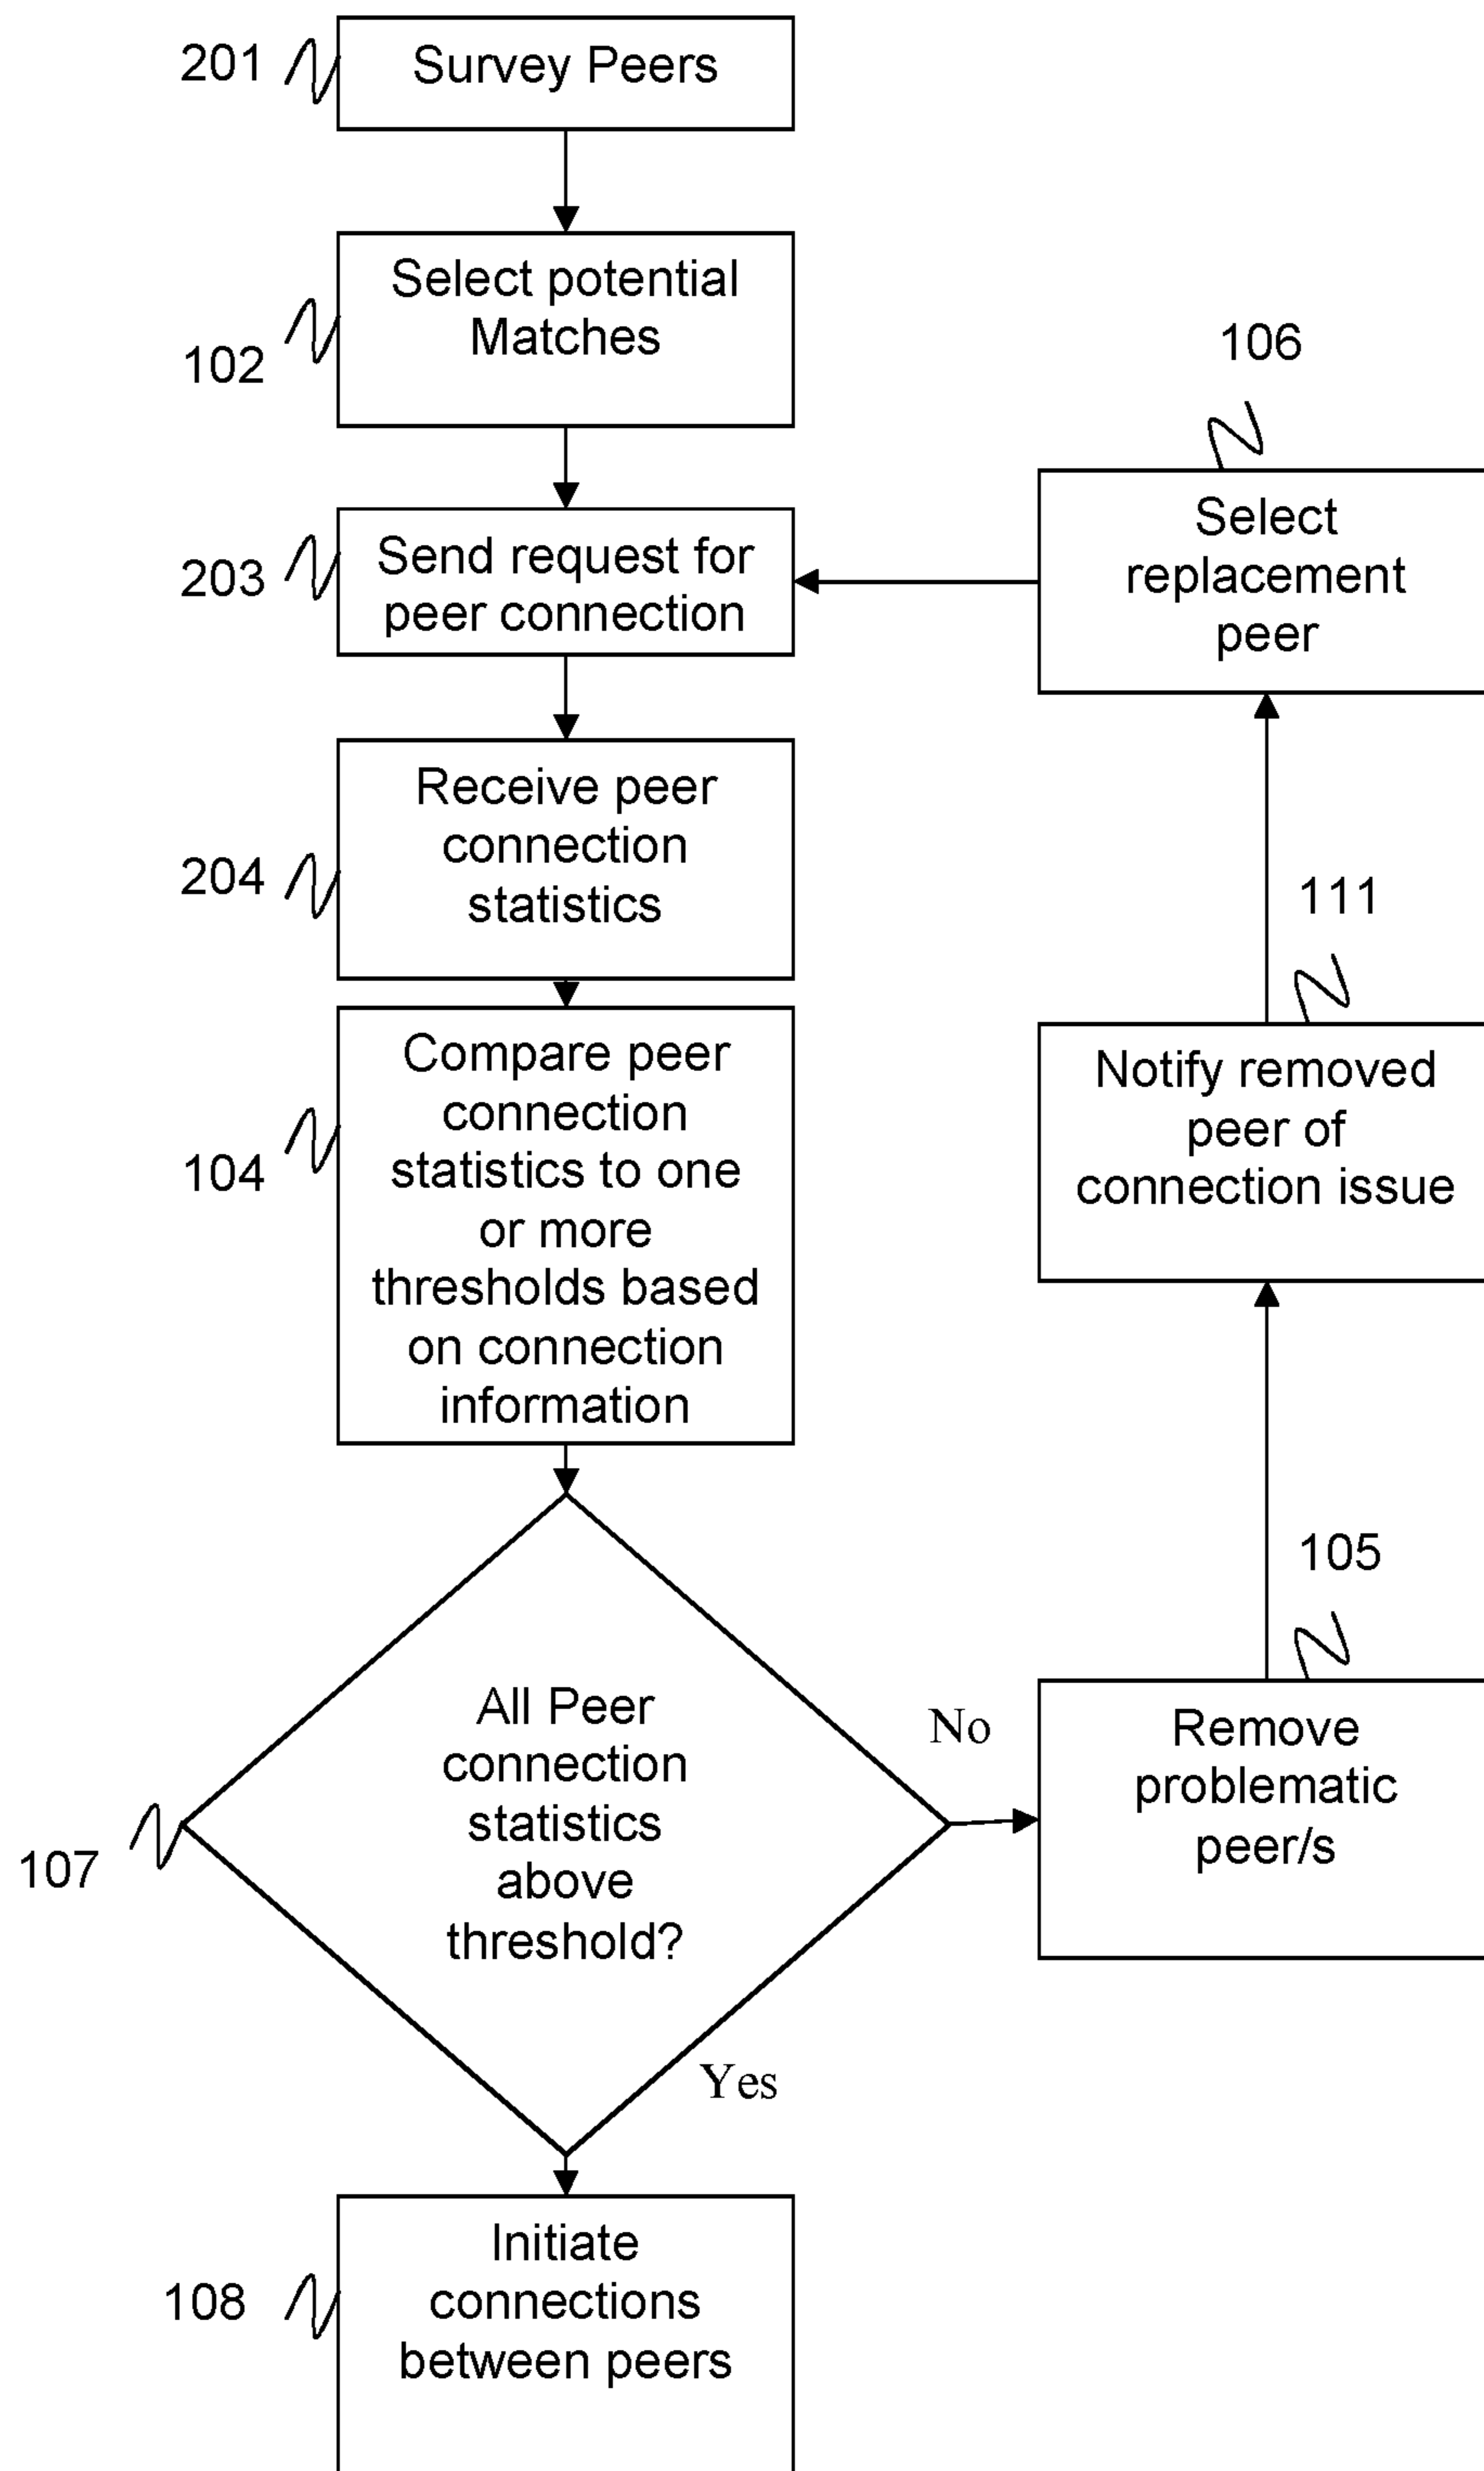 201
Survey Peers
102
Select potential
Matches
203
Send request for
peer connection
204
Receive peer
connection
statistics
104
Compare peer
connection
statistics to one
or more
thresholds based
on connection
information
107
All Peer
connection
statistics
above
threshold?
No
Yes
108
Initiate
connections
between peers
105
Remove
problematic
peer/s
111
Notify removed
peer of
connection issue
106
Select
replacement
peer